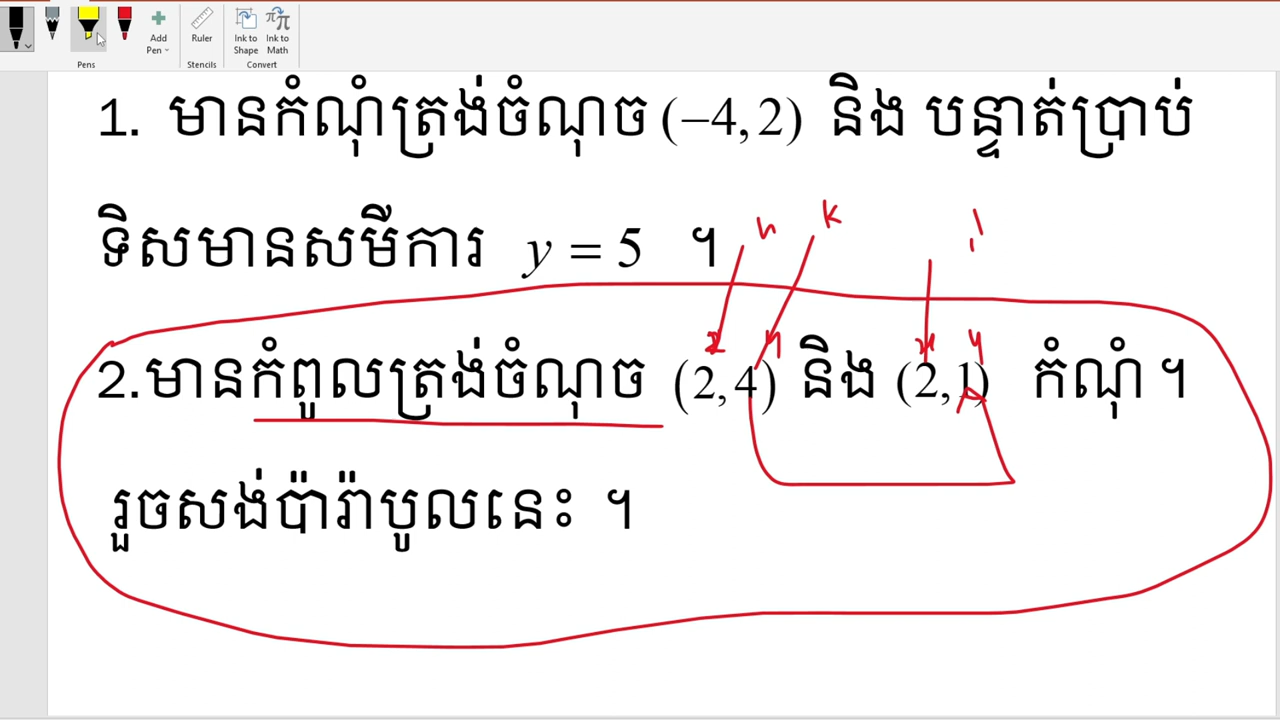 Add Pen
Ruler
Ink to Shape
Ink to Math
Pens
Stencils
Convert
1. មានកំណុំត្រង់ចំណុច (−4,2) និង បន្ទាត់ប្រាប់
ទិសមានសមីការ y = 5 ។
h k
x y x y
2.មានកំពូលត្រង់ចំណុច (2,4) និង (2,1) កំណុំ ។
រួចសង់ប៉ារ៉ាបូលនេះ ។